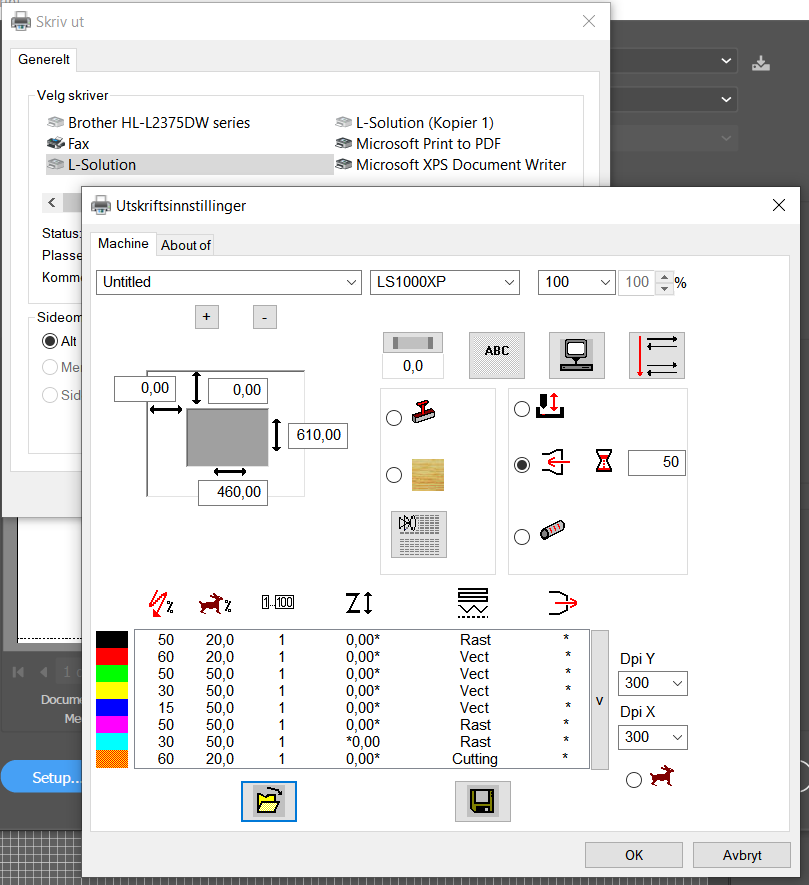 Skriv ut
Generelt
Velg skriver
Brother HL-L2375DW series
L-Solution (Kopier 1)
Fax
Microsoft Print to PDF
L-Solution
Microsoft XPS Document Writer
Status:
Plasse
Komme
Sideom
Alt
Me
Sid
Utskriftsinnstillinger
Machine
About of
Untitled
LS1000XP
100
100 %
+ -
0,0
ABC
0,00
0,00
610,00
460,00
50
% % 1...100 Z
50 20,0 1 0,00* Rast *
60 20,0 1 0,00* Vect *
50 50,0 1 0,00* Vect *
30 50,0 1 0,00* Vect *
15 50,0 1 0,00* Vect *
50 50,0 1 0,00* Rast *
30 50,0 1 *0,00 Rast *
60 20,0 1 0,00* Cutting *
v
Dpi Y
300
Dpi X
300
1
Docume
Me
Setup...
OK
Avbryt